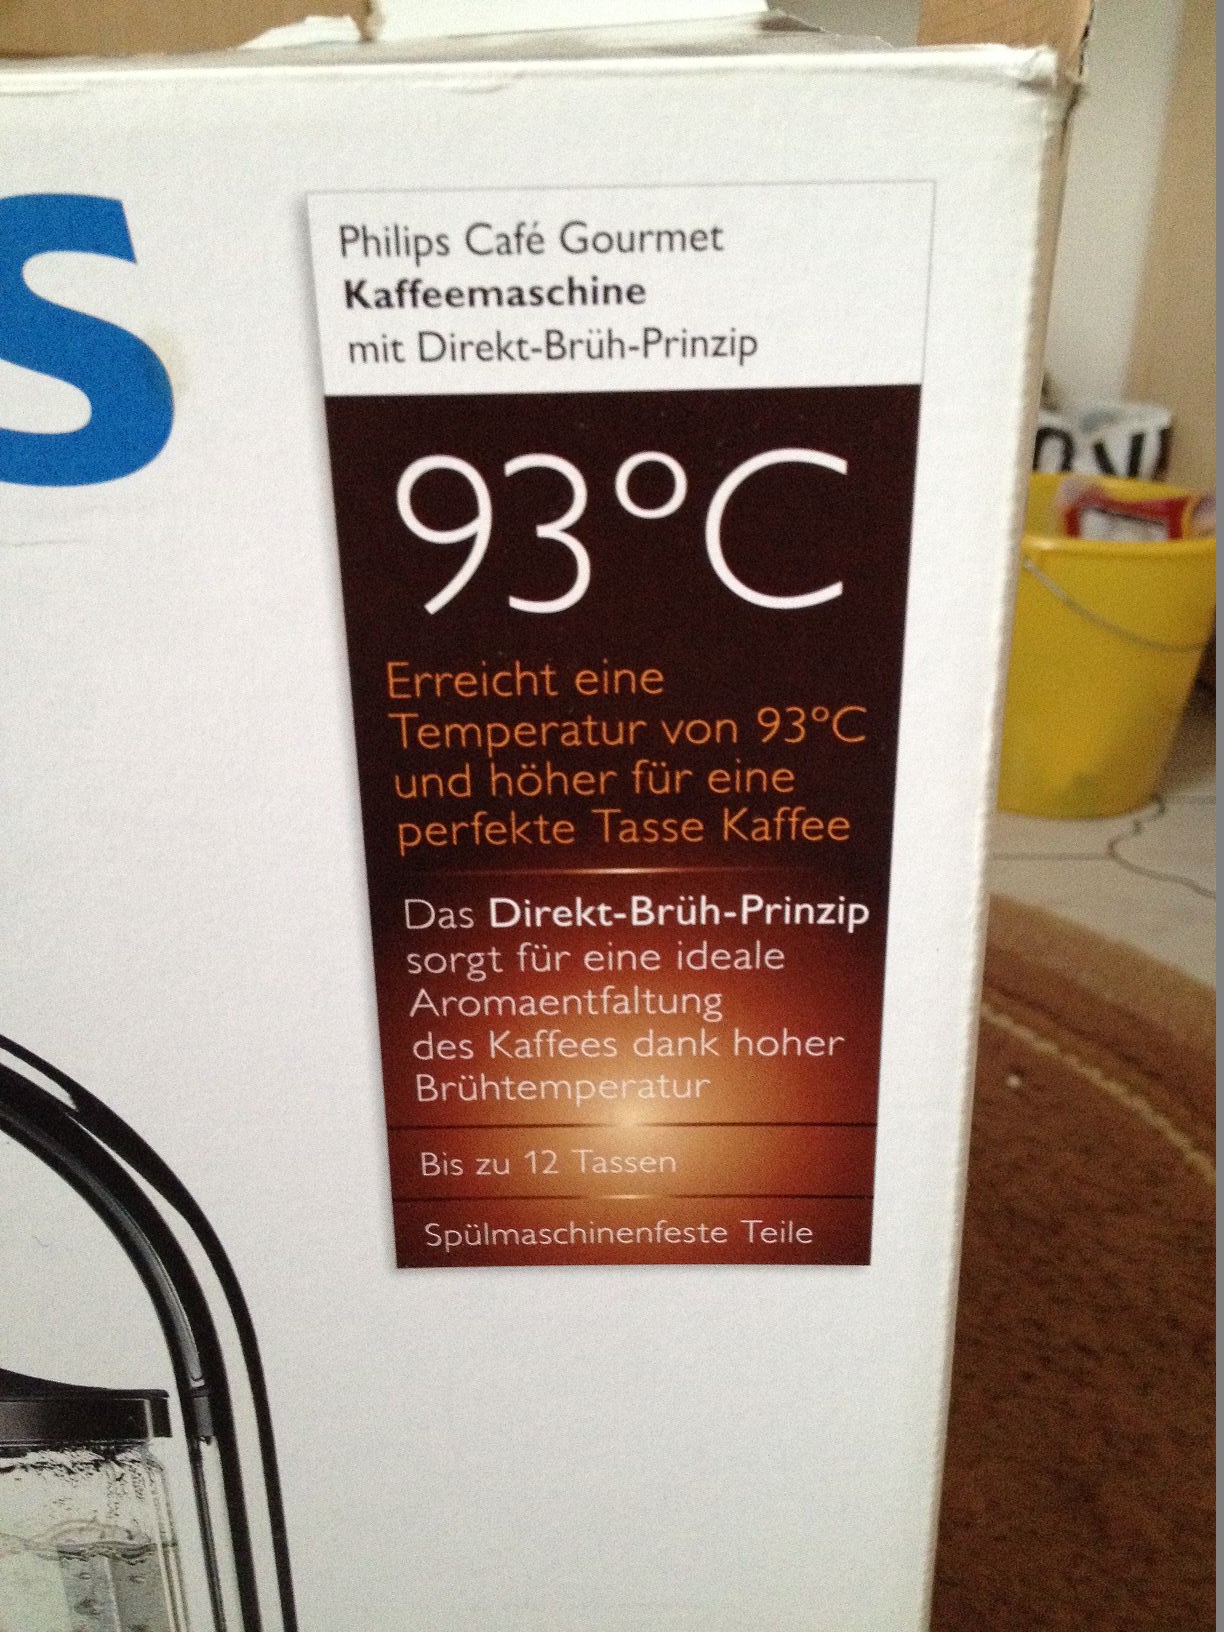 S
Philips Café Gourmet
Kaffeemaschine
mit Direkt-Brüh-Prinzip
93°C
Erreicht eine
Temperatur von 93°C
und höher für eine
perfekte Tasse Kaffee
Das Direkt-Brüh-Prinzip
sorgt für eine ideale
Aromaentfaltung
des Kaffees dank hoher
Brühtemperatur
Bis zu 12 Tassen
Spülmaschinenfeste Teile